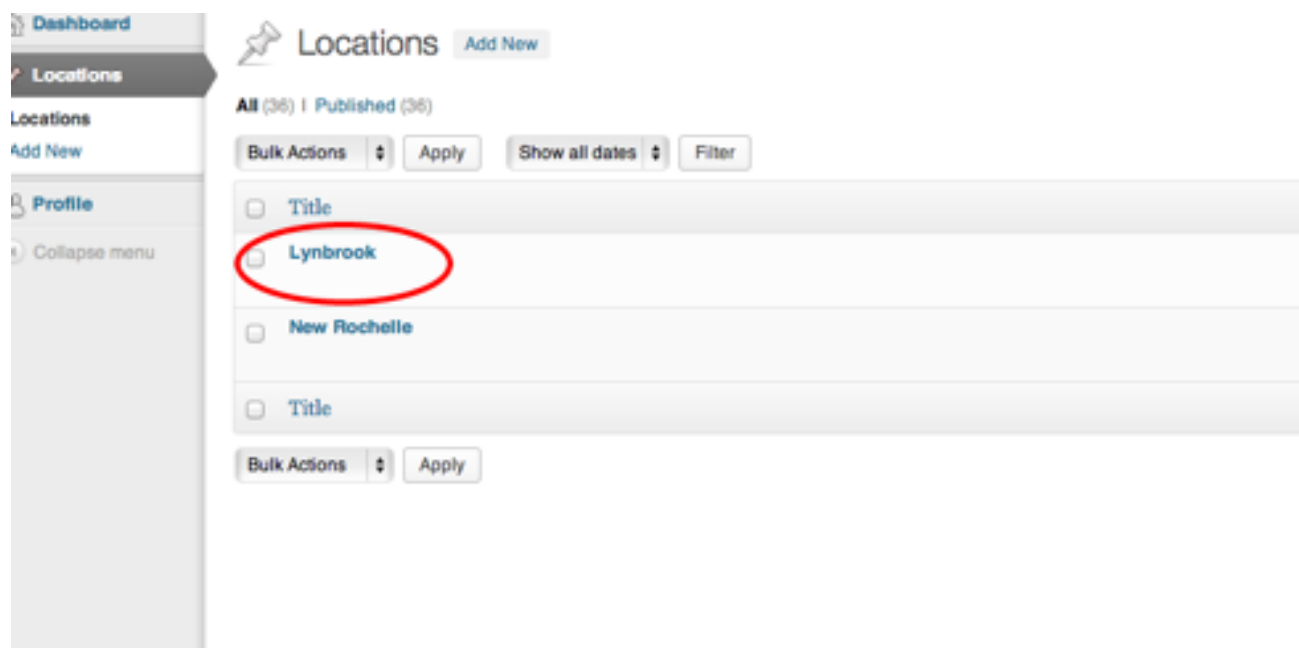 Dashboard
Locations
Locations
Add New
Profile
Collapse menu
Locations Add New
All (36) | Published (36)
Bulk Actions Apply Show all dates Filter
Title
Lynbrook
New Rochelle
Title
Bulk Actions Apply